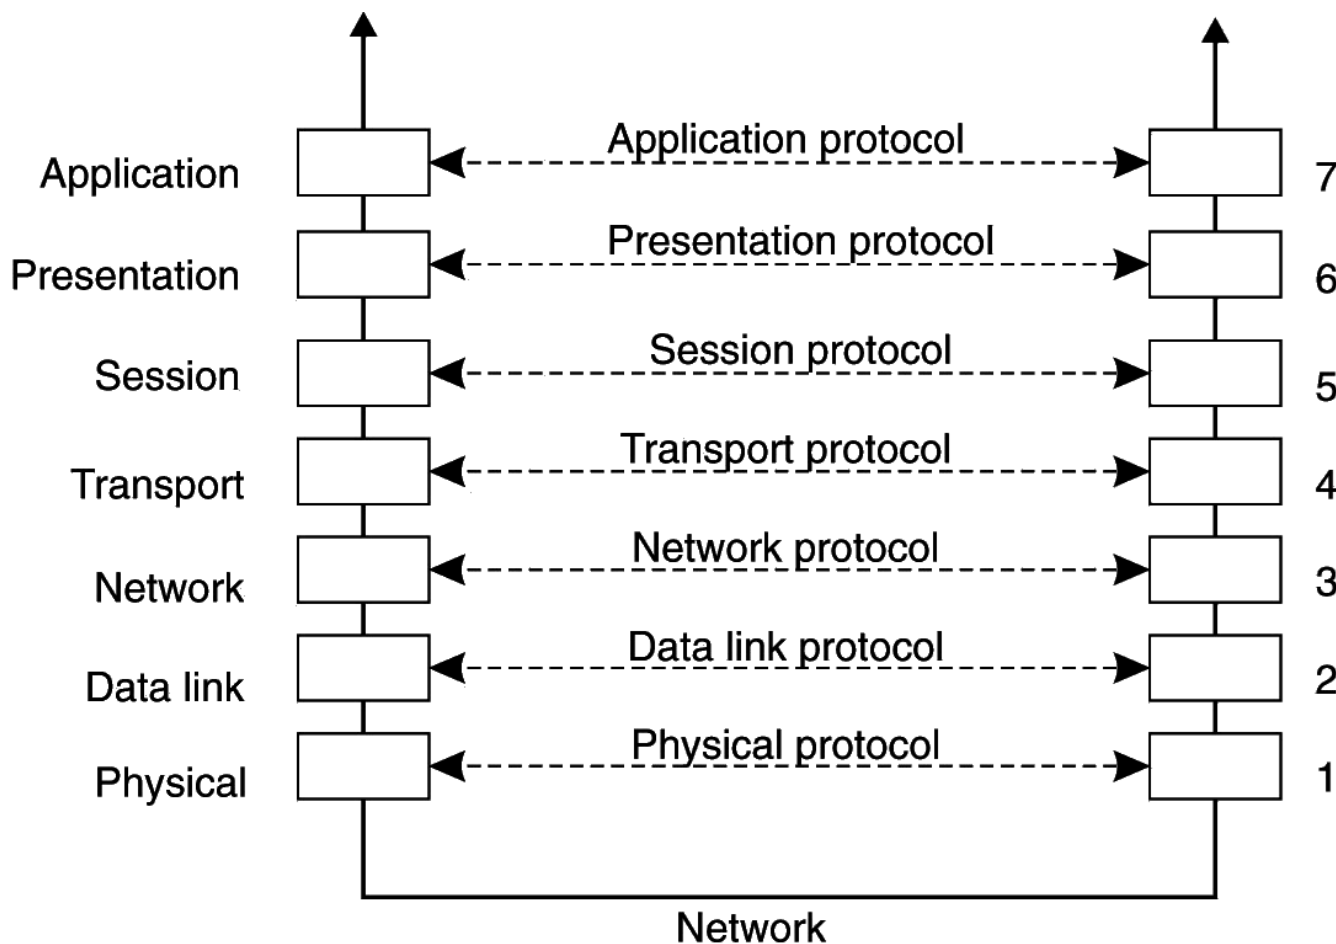 Application
Application protocol
7
Presentation
Presentation protocol
6
Session
Session protocol
5
Transport
Transport protocol
4
Network
Network protocol
3
Data link
Data link protocol
2
Physical
Physical protocol
1
Network